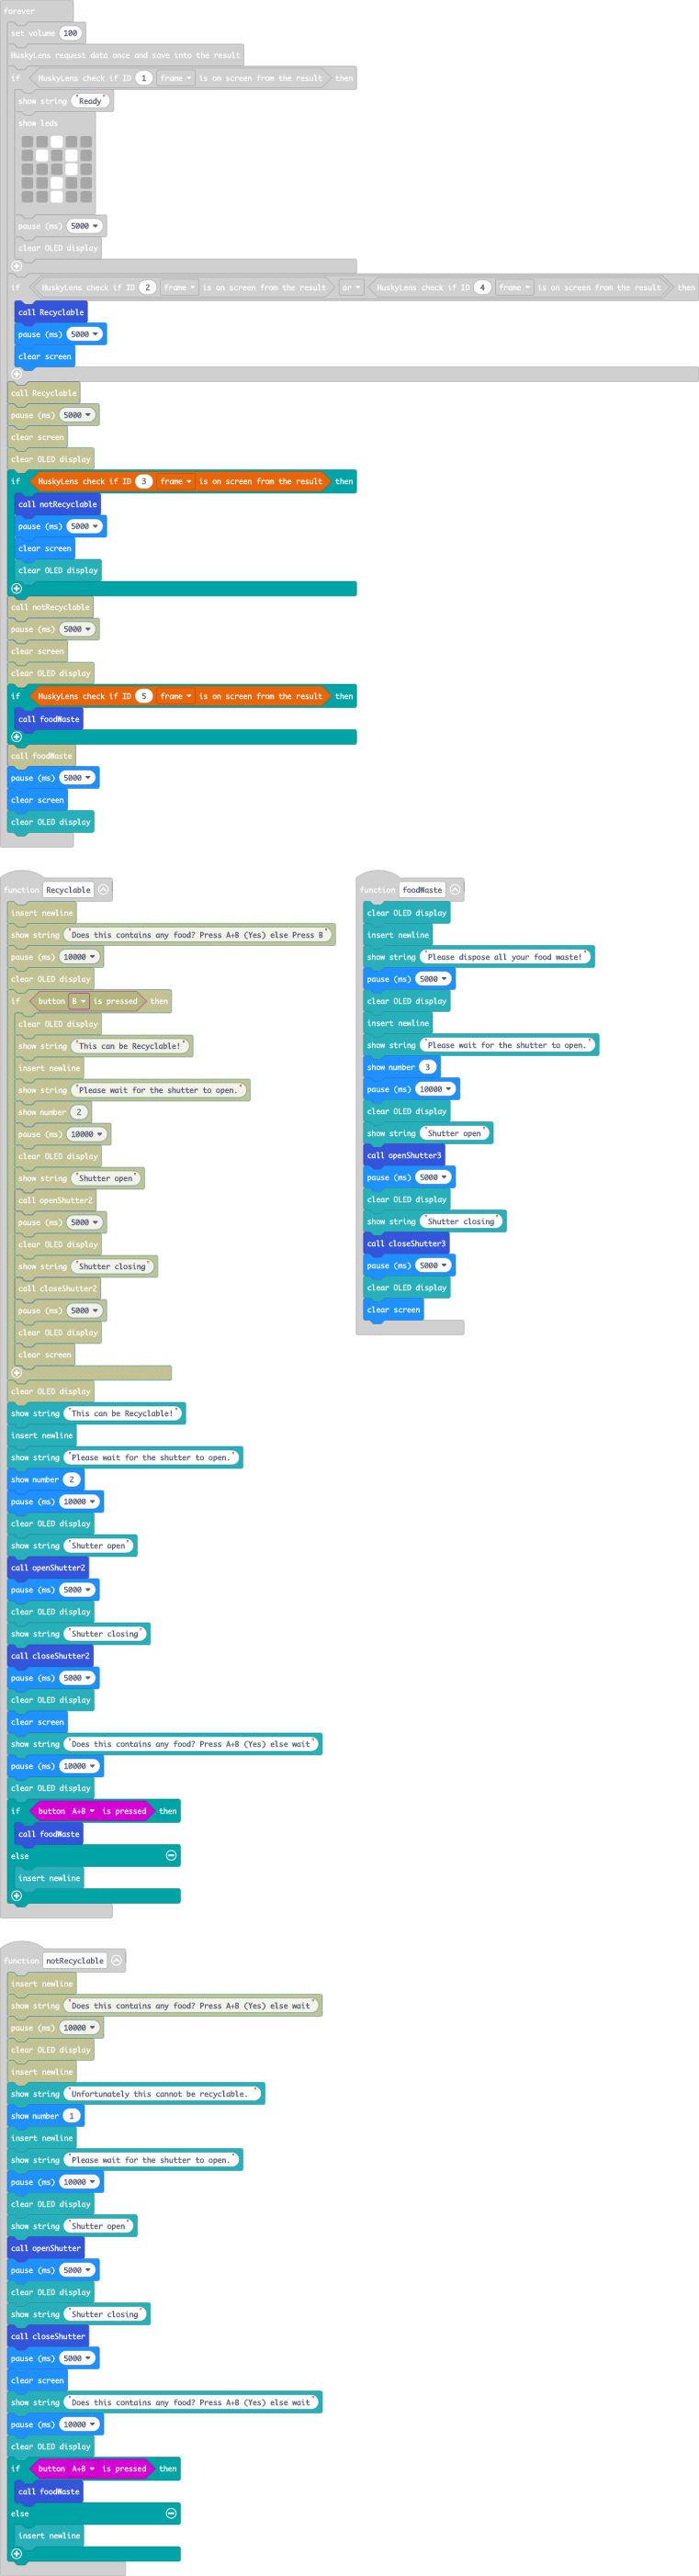 forever
set volume 100
HuskyLens request data once and save into the result
if HuskyLens check if ID 1 frame is on screen from the result then
show string "Ready"
show leds
pause (ms) 5000
clear OLED display
if HuskyLens check if ID 2 frame is on screen from the result or HuskyLens check if ID 4 frame is on screen from the result then
call Recyclable
pause (ms) 5000
clear screen
call Recyclable
pause (ms) 5000
clear screen
clear OLED display
if HuskyLens check if ID 3 frame is on screen from the result then
call notRecyclable
pause (ms) 5000
clear screen
clear OLED display
call notRecyclable
pause (ms) 5000
clear screen
clear OLED display
if HuskyLens check if ID 5 frame is on screen from the result then
call foodWaste
call foodWaste
pause (ms) 5000
clear screen
clear OLED display
function Recyclable
insert newline
show string "Does this contains any food? Press A+B (Yes) else Press B"
pause (ms) 10000
clear OLED display
if button B is pressed then
clear OLED display
show string "This can be Recyclable!"
insert newline
show string "Please wait for the shutter to open."
show number 2
pause (ms) 10000
clear OLED display
show string "Shutter open"
call openShutter2
pause (ms) 5000
clear OLED display
show string "Shutter closing"
call closeShutter2
pause (ms) 5000
clear OLED display
clear screen
clear OLED display
show string "This can be Recyclable!"
insert newline
show string "Please wait for the shutter to open."
show number 2
pause (ms) 10000
clear OLED display
show string "Shutter open"
call openShutter2
pause (ms) 5000
clear OLED display
show string "Shutter closing"
call closeShutter2
pause (ms) 5000
clear OLED display
clear screen
show string "Does this contains any food? Press A+B (Yes) else wait"
pause (ms) 10000
clear OLED display
if button A+B is pressed then
call foodWaste
else
insert newline
function foodWaste
clear OLED display
insert newline
show string "Please dispose all your food waste!"
pause (ms) 5000
clear OLED display
insert newline
show string "Please wait for the shutter to open."
show number 3
pause (ms) 10000
clear OLED display
show string "Shutter open"
call openShutter3
pause (ms) 5000
clear OLED display
show string "Shutter closing"
call closeShutter3
pause (ms) 5000
clear OLED display
clear screen
function notRecyclable
insert newline
show string "Does this contains any food? Press A+B (Yes) else wait"
pause (ms) 10000
clear OLED display
insert newline
show string "Unfortunately this cannot be recyclable. "
show number 1
insert newline
show string "Please wait for the shutter to open."
pause (ms) 10000
clear OLED display
show string "Shutter open"
call openShutter
pause (ms) 5000
clear OLED display
show string "Shutter closing"
call closeShutter
pause (ms) 5000
clear screen
show string "Does this contains any food? Press A+B (Yes) else wait"
pause (ms) 10000
clear OLED display
if button A+B is pressed then
call foodWaste
else
insert newline